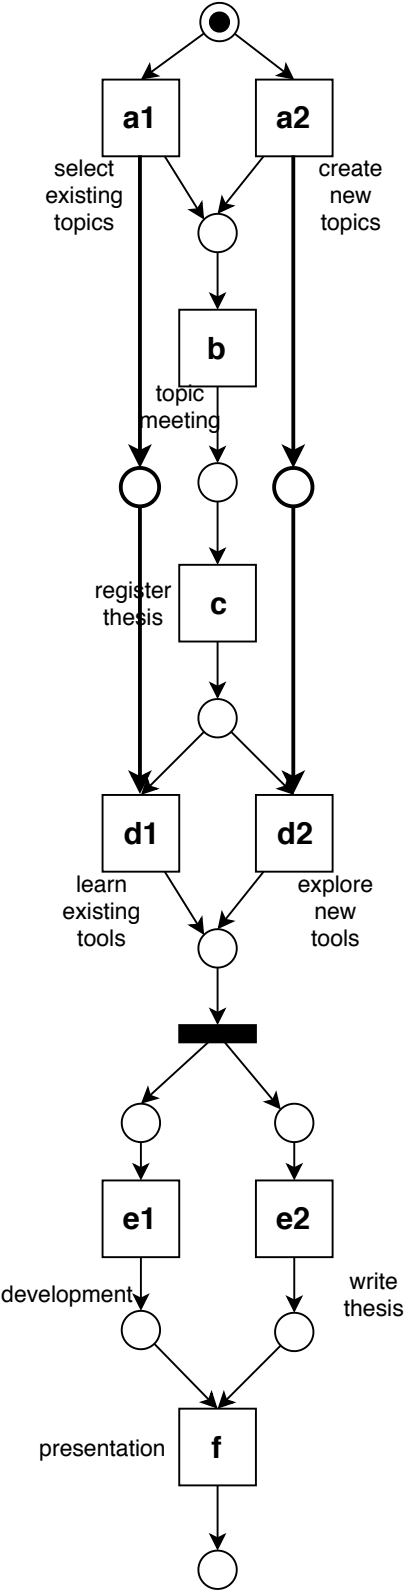 a1
a2
select
existing
topics
create
new
topics
b
topic
meeting
register
thesis
c
d1
d2
learn
existing
tools
explore
new
tools
e1
e2
development
write
thesis
presentation
f